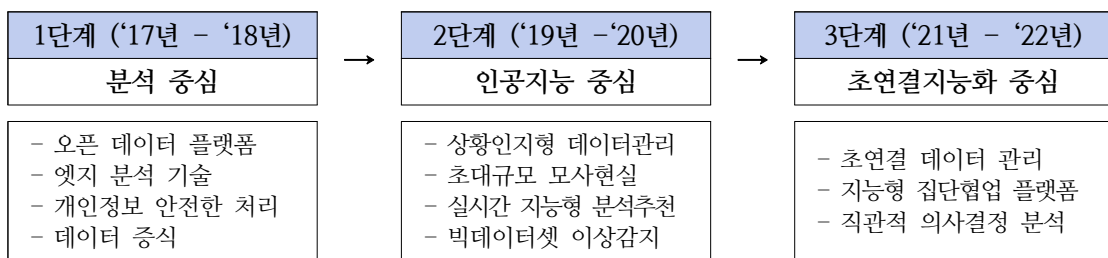 1단계 (‘17년 – ‘18년)
분석 중심
– 오픈 데이터 플랫폼
– 엣지 분석 기술
– 개인정보 안전한 처리
– 데이터 증식
→
2단계 (‘19년 –‘20년)
인공지능 중심
– 상황인지형 데이터관리
– 초대규모 모사현실
– 실시간 지능형 분석추천
– 빅데이터셋 이상감지
→
3단계 (‘21년 – ‘22년)
초연결지능화 중심
– 초연결 데이터 관리
– 지능형 집단협업 플랫폼
– 직관적 의사결정 분석